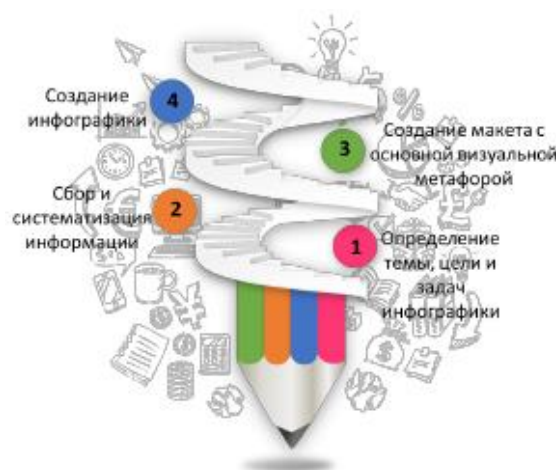 4
Создание
инфографики
3
Создание макета с
основной визуальной
метафорой
2
Сбор и
систематизация
информации
1
Определение
темы, цели и
задач
инфографики